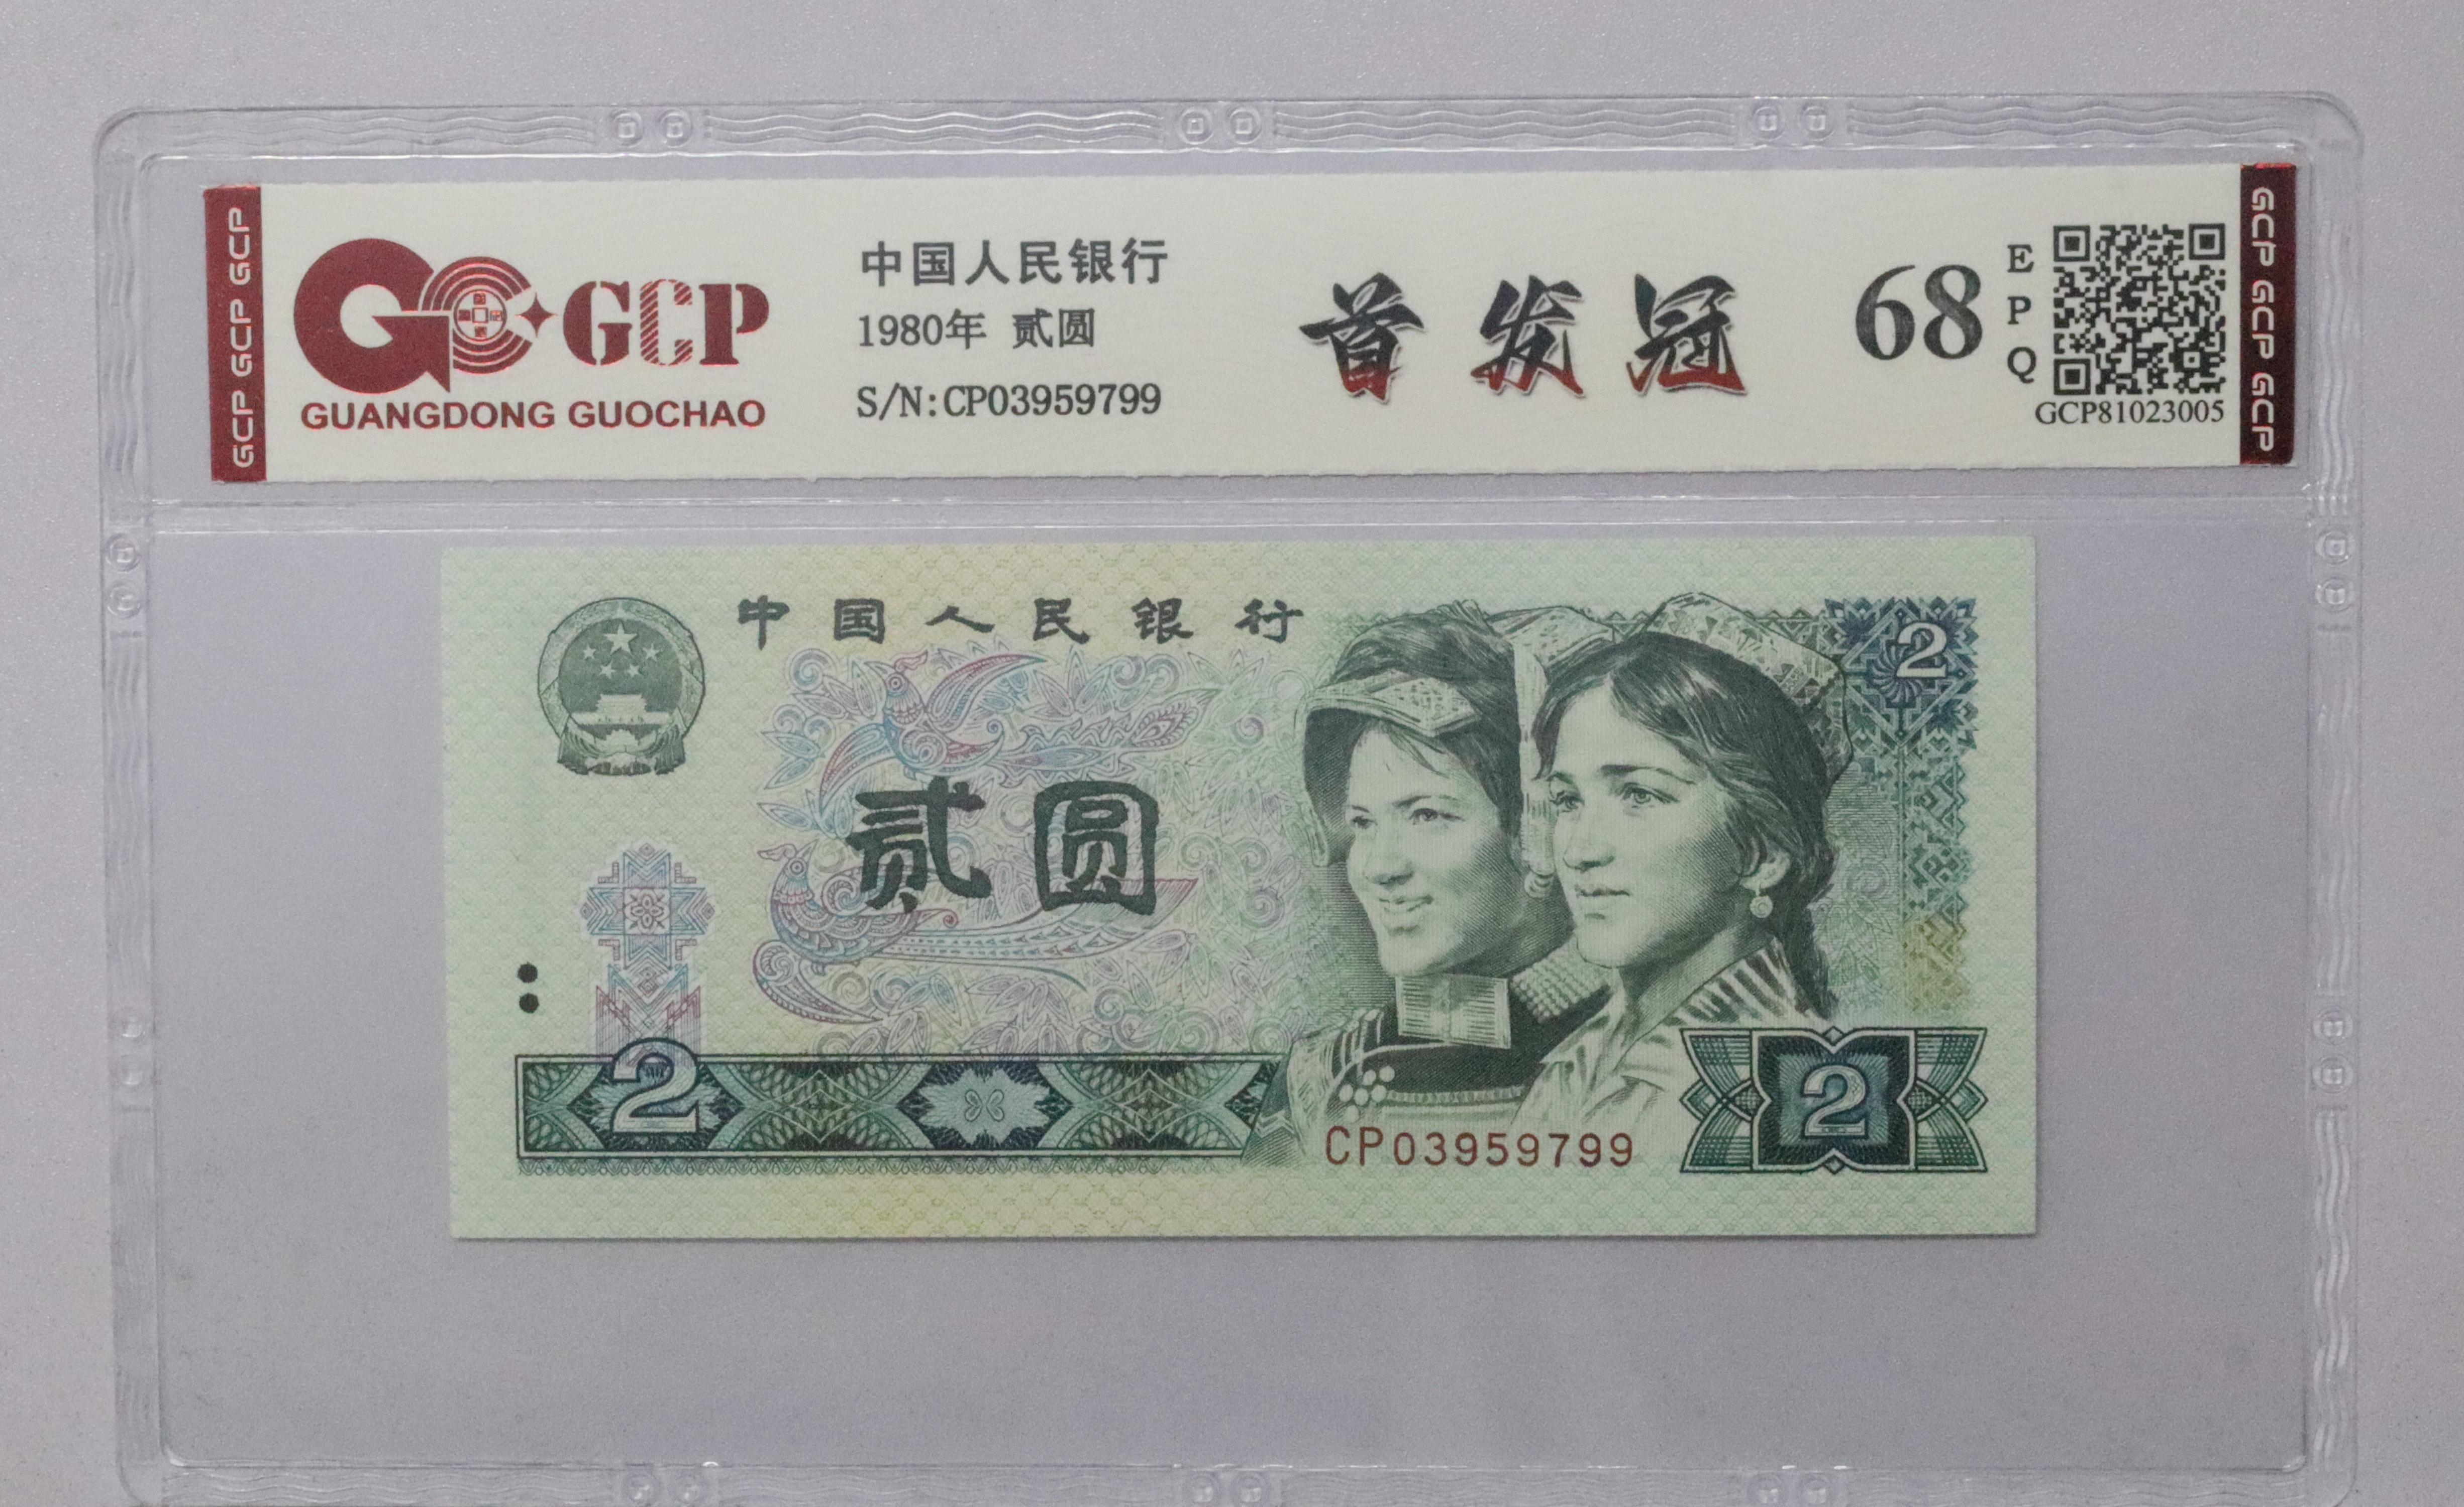 GCP GCP GCP
GCP
GUANGDONG GUOCHAO
中国人民银行
1980年 贰圆
S/N:CP03959799
首发冠
68
EPQ
GCP81023005
GCP GCP GCP
中国人民银行
2
贰圆
2
CP03959799
2